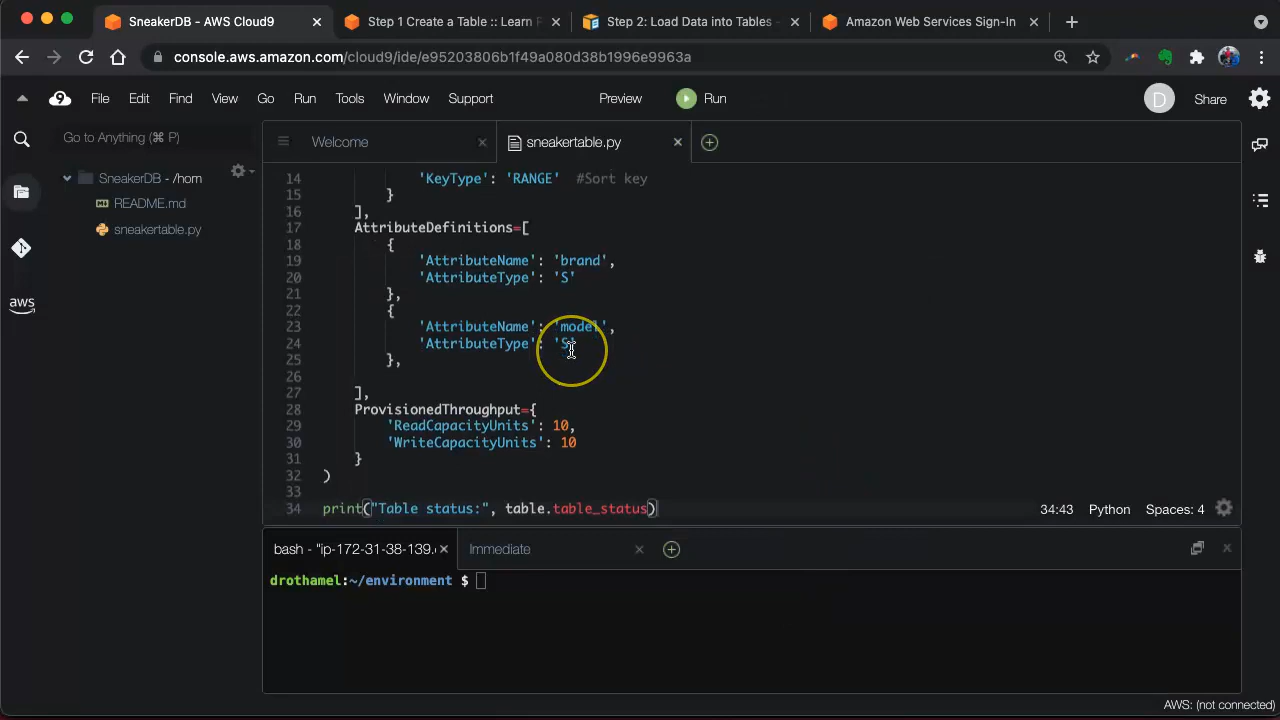 SneakerDB - AWS Cloud9
Step 1 Create a Table :: Learn P
Step 2: Load Data into Tables -
Amazon Web Services Sign-In
console.aws.amazon.com/cloud9/ide/e95203806b1f49a080d38b1996e9963a
File Edit Find View Go Run Tools Window Support Preview Run D Share
Go to Anything (⌘ P)
Welcome
sneakertable.py
SneakerDB - /hom
README.md
sneakertable.py
aws
14 'KeyType': 'RANGE' #Sort key
15 }
16 ],
17 AttributeDefinitions=[
18 {
19 'AttributeName': 'brand',
20 'AttributeType': 'S'
21 },
22 {
23 'AttributeName': 'model',
24 'AttributeType': 'S'
25 },
26
27 ],
28 ProvisionedThroughput={
29 'ReadCapacityUnits': 10,
30 'WriteCapacityUnits': 10
31 }
32 )
33
34 print("Table status:", table.table_status)
34:43 Python Spaces: 4
bash - "ip-172-31-38-139.
Immediate
drothamel:~/environment $
AWS: (not connected)